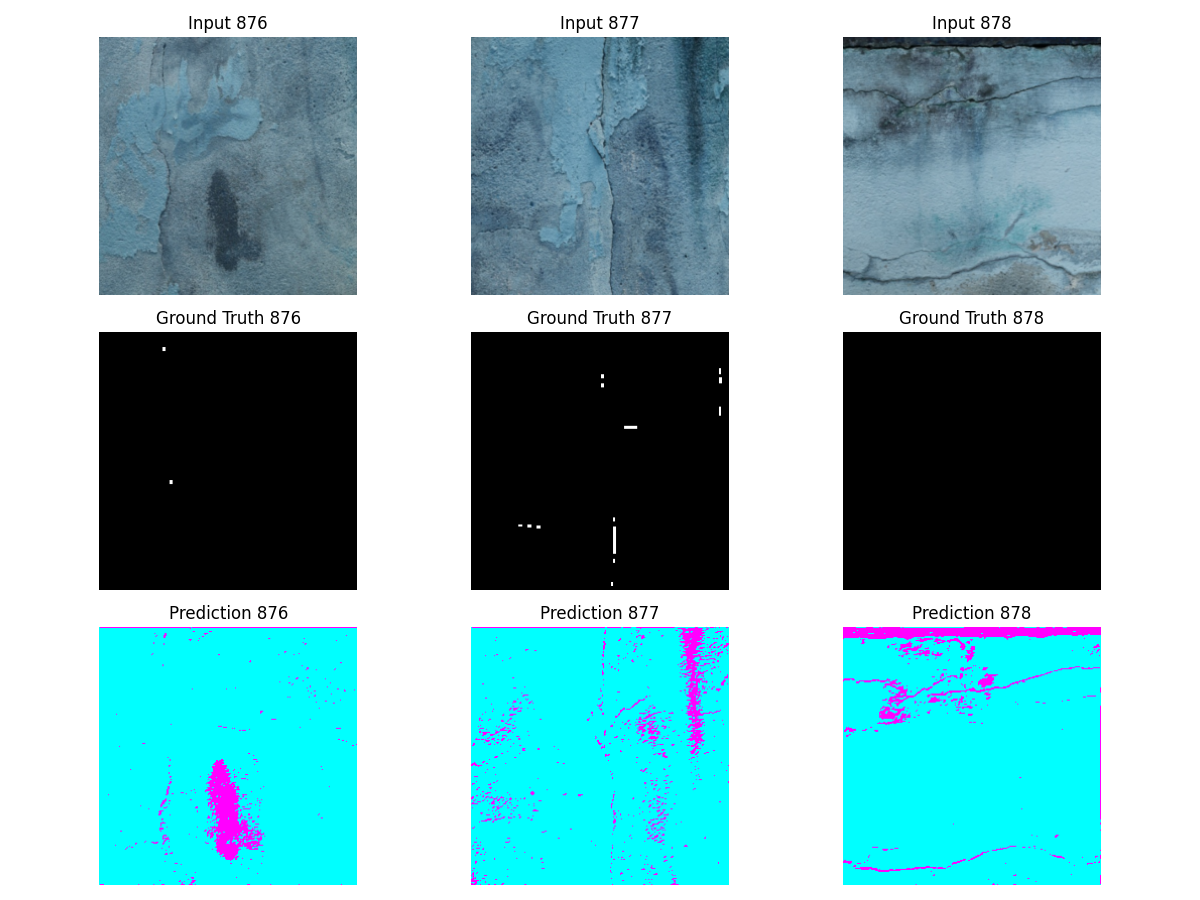 Input 876
Input 877
Input 878
Ground Truth 876
Ground Truth 877
Ground Truth 878
Prediction 876
Prediction 877
Prediction 878